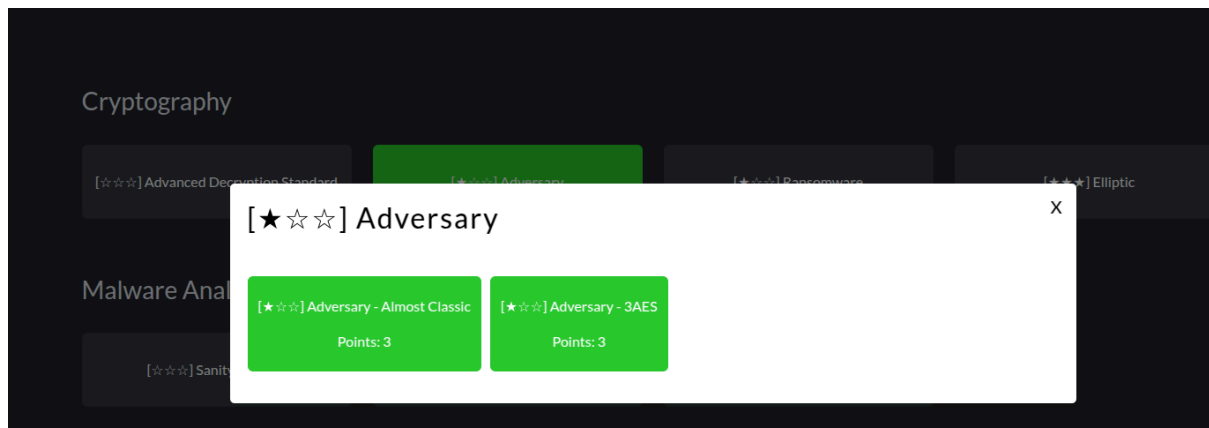 Cryptography
[☆☆☆] Advanced Decryption Standard
[★☆☆] Adversary
[★☆☆] Ransomware
[★★★] Elliptic
[★☆☆] Adversary
X
[★☆☆] Adversary - Almost Classic
Points: 3
[★☆☆] Adversary - 3AES
Points: 3
Malware Anal
[☆☆☆] Sanity